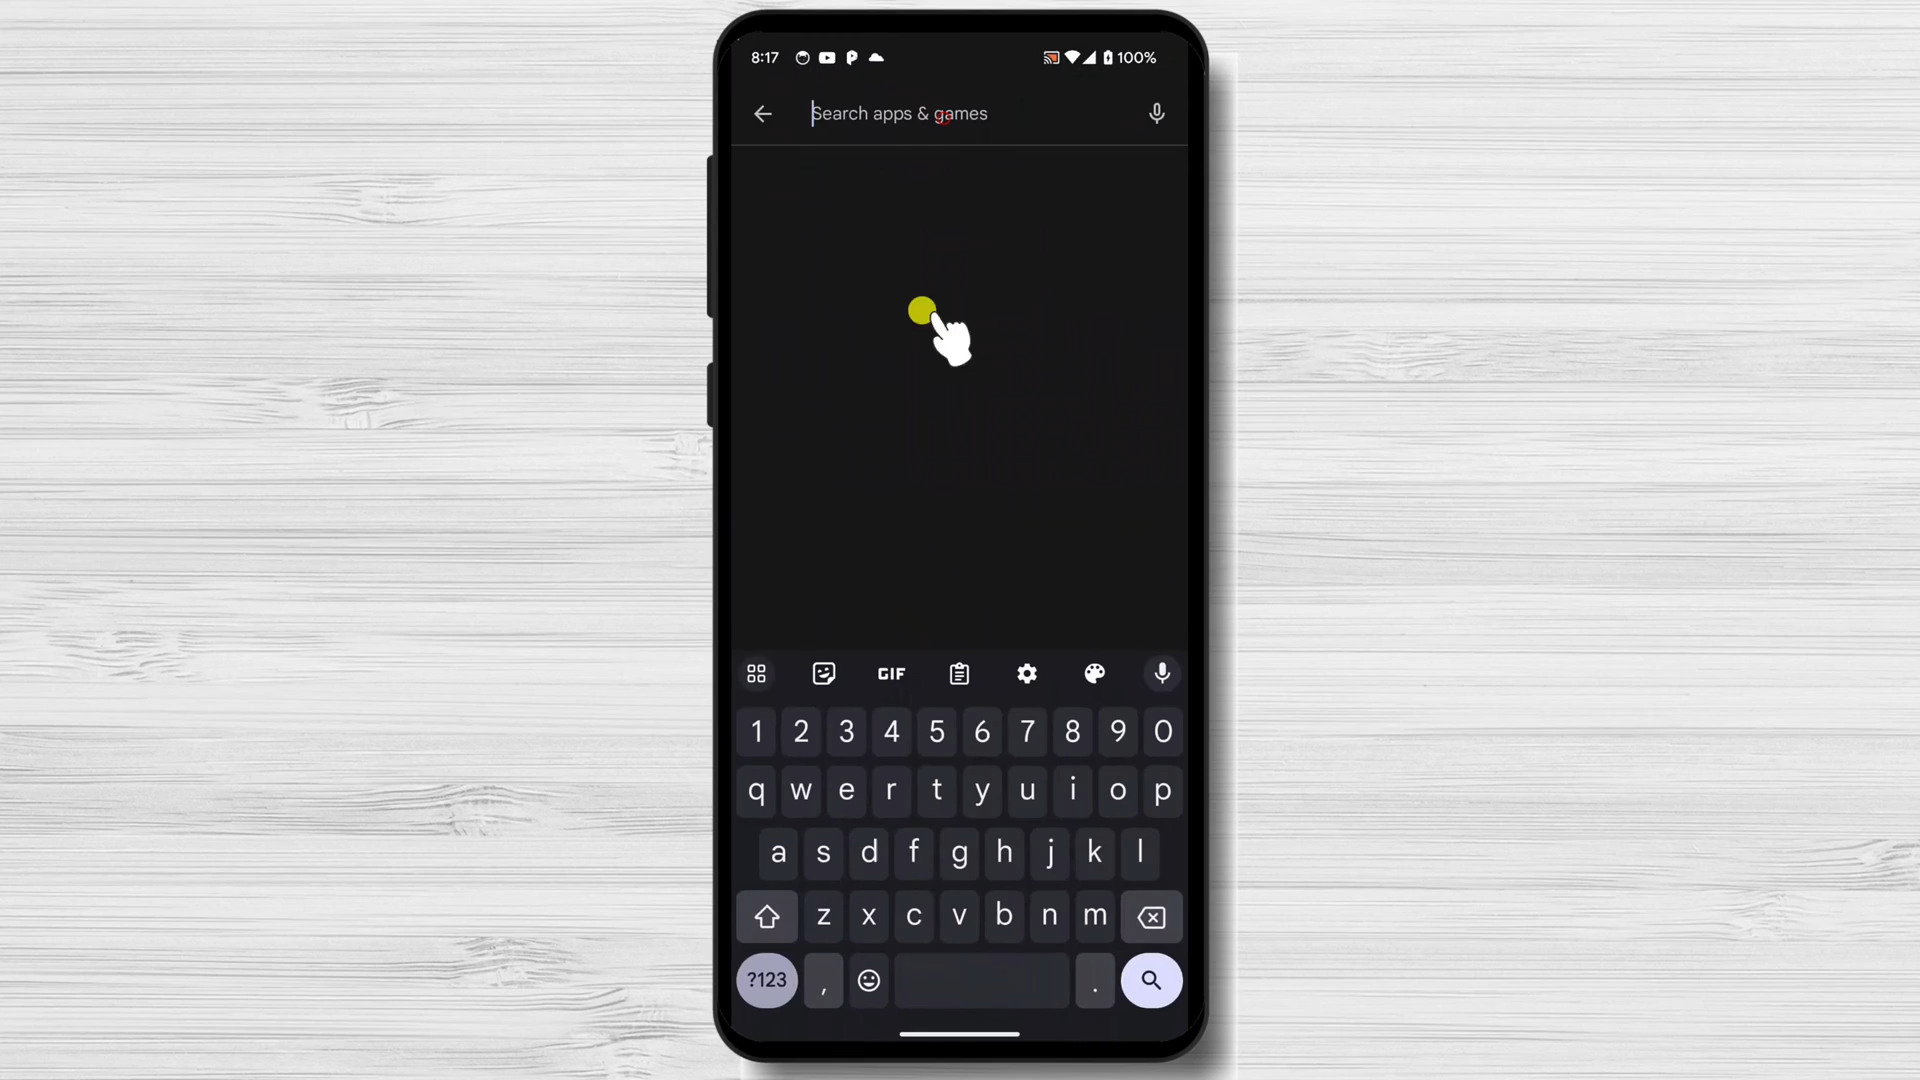 8:17 100%
Search apps & games
GIF
1 2 3 4 5 6 7 8 9 0
q w e r t y u i o p
a s d f g h j k l
z x c v b n m
?123 , .